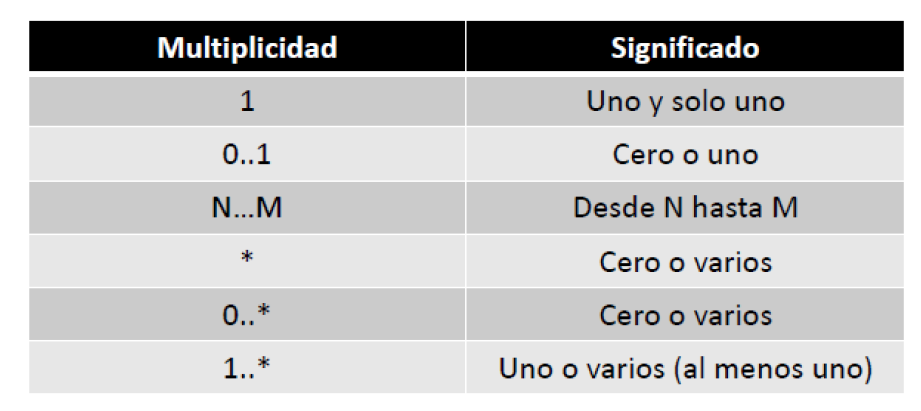 Multiplicidad Significado
1 Uno y solo uno
0..1 Cero o uno
N...M Desde N hasta M
* Cero o varios
0..* Cero o varios
1..* Uno o varios (al menos uno)